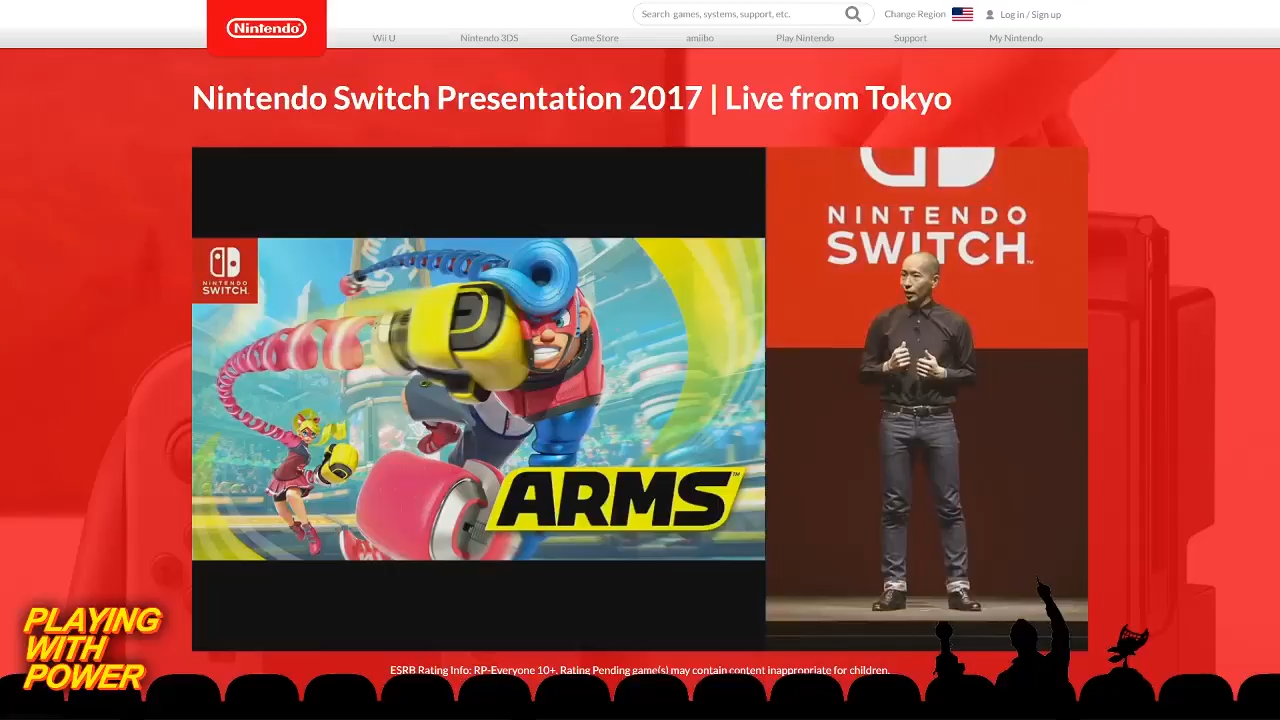 Nintendo
Search games, systems, support, etc.
Change Region
Log in / Sign up
Wii U
Nintendo 3DS
Game Store
amiibo
Play Nintendo
Support
My Nintendo
Nintendo Switch Presentation 2017 | Live from Tokyo
NINTENDO
SWITCH
NINTENDO
SWITCH™
ARMS™
PLAYING
WITH
POWER
ESRB Rating Info: RP-Everyone 10+, Rating Pending game(s) may contain content inappropriate for children.